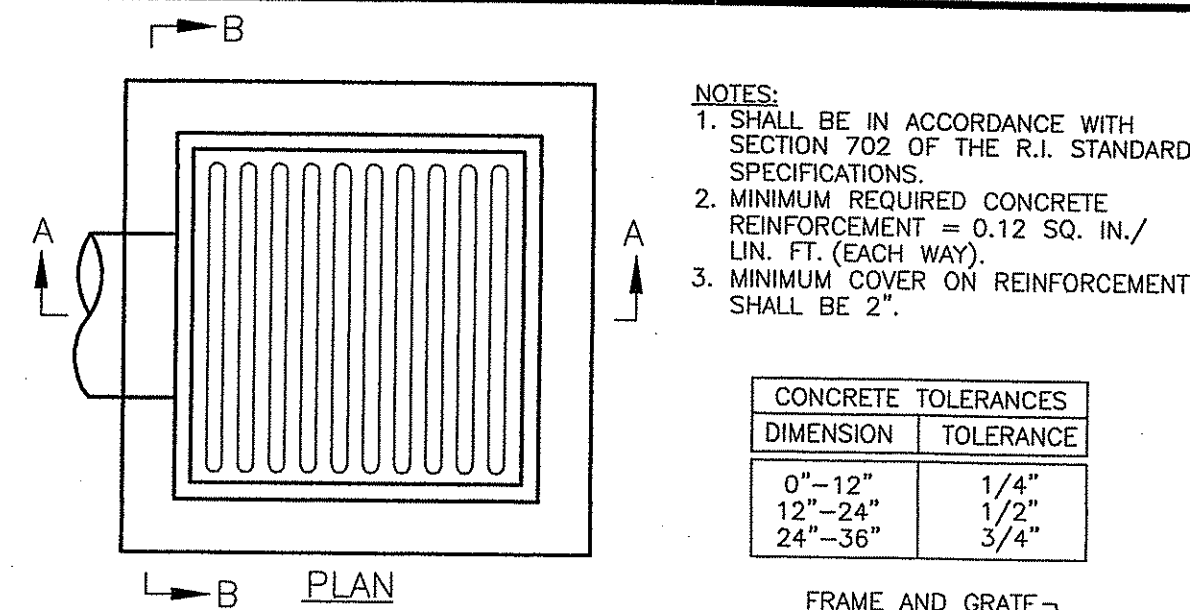 B
A
A
B
PLAN
NOTES:
1. SHALL BE IN ACCORDANCE WITH
SECTION 702 OF THE R.I. STANDARD
SPECIFICATIONS.
2. MINIMUM REQUIRED CONCRETE
REINFORCEMENT = 0.12 SQ. IN./
LIN. FT. (EACH WAY).
3. MINIMUM COVER ON REINFORCEMENT
SHALL BE 2".
CONCRETE TOLERANCES
DIMENSION TOLERANCE
0"-12" 1/4"
12"-24" 1/2"
24"-36" 3/4"
FRAME AND GRATE